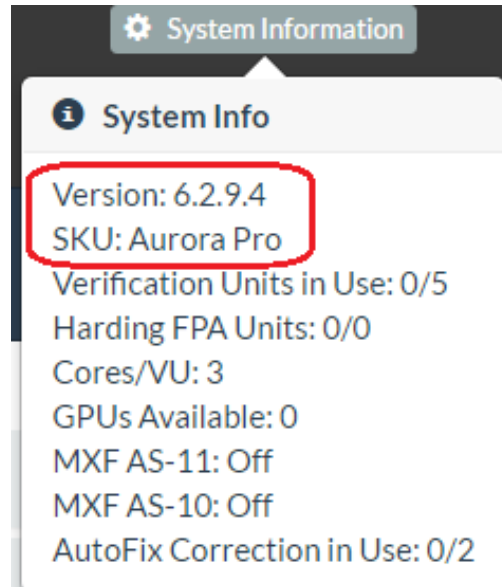 System Information
System Info
Version: 6.2.9.4
SKU: Aurora Pro
Verification Units in Use: 0/5
Harding FPA Units: 0/0
Cores/VU: 3
GPUs Available: 0
MXF AS-11: Off
MXF AS-10: Off
AutoFix Correction in Use: 0/2